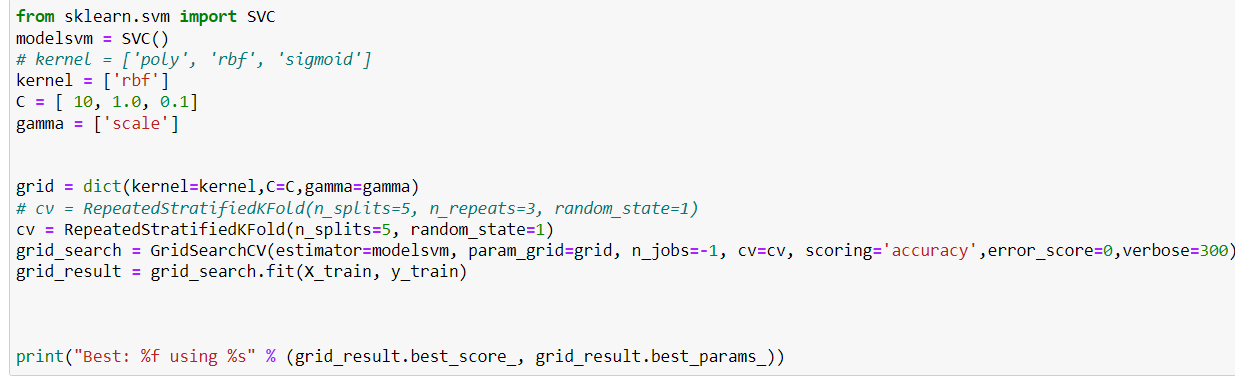 from sklearn.svm import SVC
modelsvm = SVC()
# kernel = ['poly', 'rbf', 'sigmoid']
kernel = ['rbf']
C = [ 10, 1.0, 0.1]
gamma = ['scale']
grid = dict(kernel=kernel,C=C,gamma=gamma)
# cv = RepeatedStratifiedKFold(n_splits=5, n_repeats=3, random_state=1)
cv = RepeatedStratifiedKFold(n_splits=5, random_state=1)
grid_search = GridSearchCV(estimator=modelsvm, param_grid=grid, n_jobs=-1, cv=cv, scoring='accuracy',error_score=0,verbose=300)
grid_result = grid_search.fit(X_train, y_train)
print("Best: %f using %s" % (grid_result.best_score_, grid_result.best_params_))